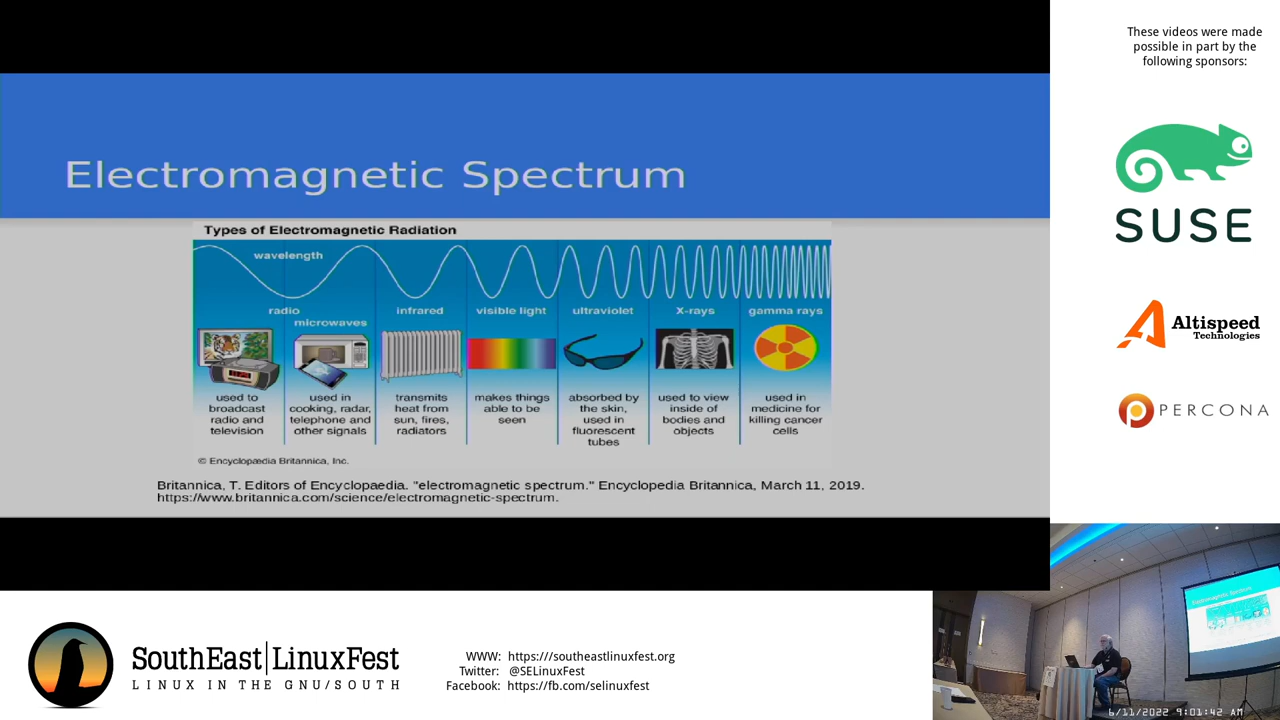 Electromagnetic Spectrum
Types of Electromagnetic Radiation
wavelength
radio
microwaves
infrared
visible light
ultraviolet
X-rays
gamma rays
used to
broadcast
radio and
television
used in
cooking, radar,
telephone and
other signals
transmits
heat from
sun, fires,
radiators
makes things
able to be
seen
absorbed by
the skin,
used in
fluorescent
tubes
used to view
inside of
bodies and
objects
used in
medicine for
killing cancer
cells
© Encyclopædia Britannica, Inc.
Britannica, T. Editors of Encyclopaedia. "electromagnetic spectrum." Encyclopedia Britannica, March 11, 2019.
https://www.britannica.com/science/electromagnetic-spectrum.
These videos were made
possible in part by the
following sponsors:
SUSE
Altispeed
Technologies
PERCONA
SouthEast|LinuxFest
LINUX IN THE GNU/SOUTH
WWW: https:///southeastlinuxfest.org
Twitter: @SELinuxFest
Facebook: https://fb.com/selinuxfest
Electromagnetic Spectrum
6/11/2022 9:01:42 AM